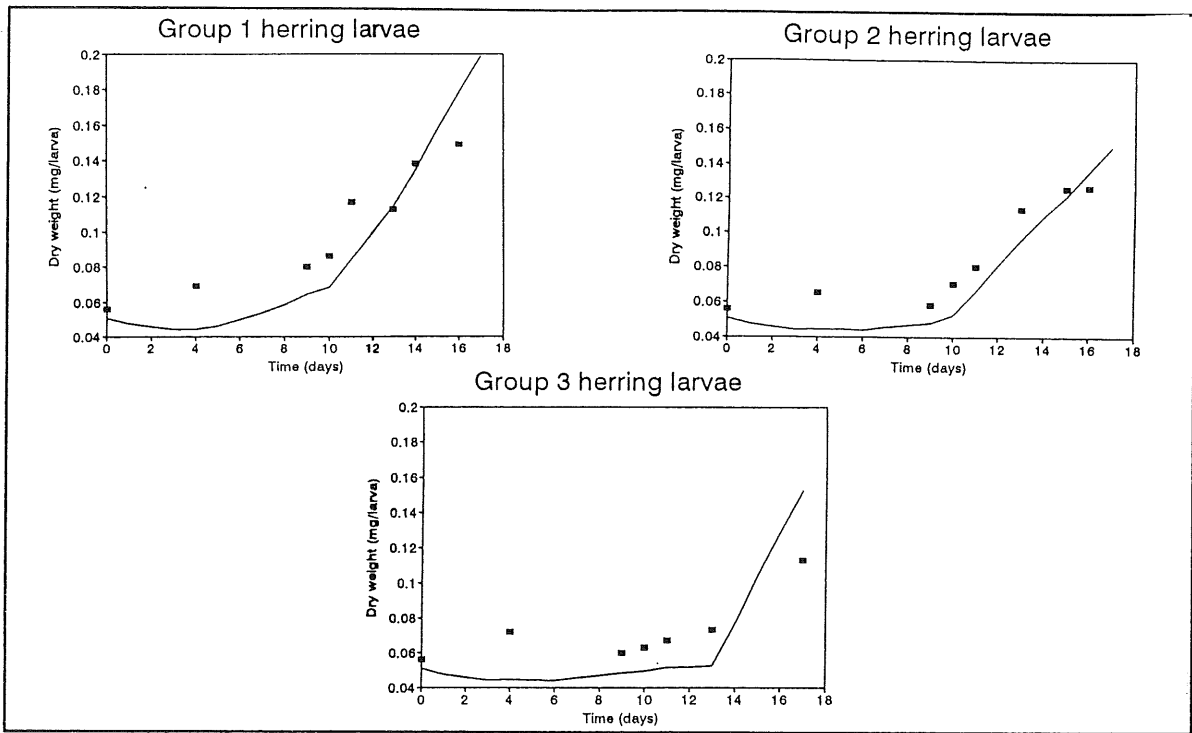 Group 1 herring larvae
0.2
0.18
0.16
0.14
0.12
0.1
0.08
0.06
0.04
Dry weight (mg/larva)
0 2 4 6 8 10 12 14 16 18
Time (days)
Group 2 herring larvae
0.2
0.18
0.16
0.14
0.12
0.1
0.08
0.06
0.04
Dry weight (mg/larva)
0 2 4 6 8 10 12 14 16 18
Time (days)
Group 3 herring larvae
0.2
0.18
0.16
0.14
0.12
0.1
0.08
0.06
0.04
Dry weight (mg/larva)
0 2 4 6 8 10 12 14 16 18
Time (days)